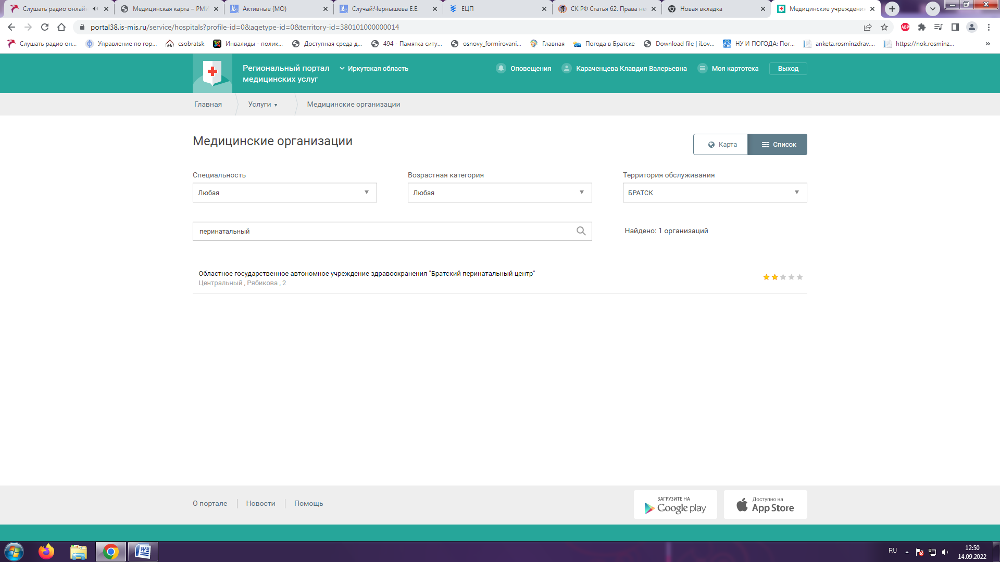 Слушать радио онлайн
Медицинская карта – РМИ
Активные (МО)
Случай:Чернышева Е.Е.
ЕЦП
СК РФ Статья 62. Права не
Новая вкладка
Медицинские учреждения
portal38.is-mis.ru/service/hospitals?profile-id=0&agetype-id=0&territory-id=380101000000014
ABP
Слушать радио он...
Управление по гор...
csobratsk
Инвалиды - полик...
Доступная среда д...
494 - Памятка ситу...
osnovy_formirovani...
Главная
Погода в Братске
Download file | iLov...
НУ И ПОГОДА: Пог...
anketa.rosminzdrav....
https://nok.rosminz...
»
Региональный портал
медицинских услуг
Иркутская область
Оповещения
Караченцева Клавдия Валерьевна
Моя картотека
Выход
Главная
Услуги
Медицинские организации
Медицинские организации
Карта
Список
Специальность
Возрастная категория
Территория обслуживания
Любая
Любая
БРАТСК
перинатальный
Найдено: 1 организаций
Областное государственное автономное учреждение здравоохранения "Братский перинатальный центр"
Центральный , Рябикова , 2
О портале
Новости
Помощь
ЗАГРУЗИТЕ НА
Google play
Доступно на
App Store
RU
12:50
14.09.2022